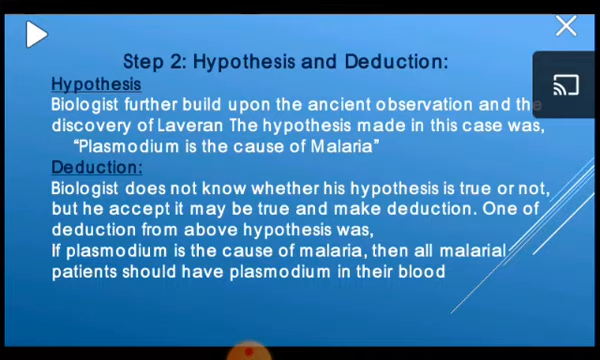 Step 2: Hypothesis and Deduction:
Hypothesis
Biologist further build upon the ancient observation and the
discovery of Laveran The hypothesis made in this case was,
“Plasmodium is the cause of Malaria”
Deduction:
Biologist does not know whether his hypothesis is true or not,
but he accept it may be true and make deduction. One of
deduction from above hypothesis was,
If plasmodium is the cause of malaria, then all malarial
patients should have plasmodium in their blood